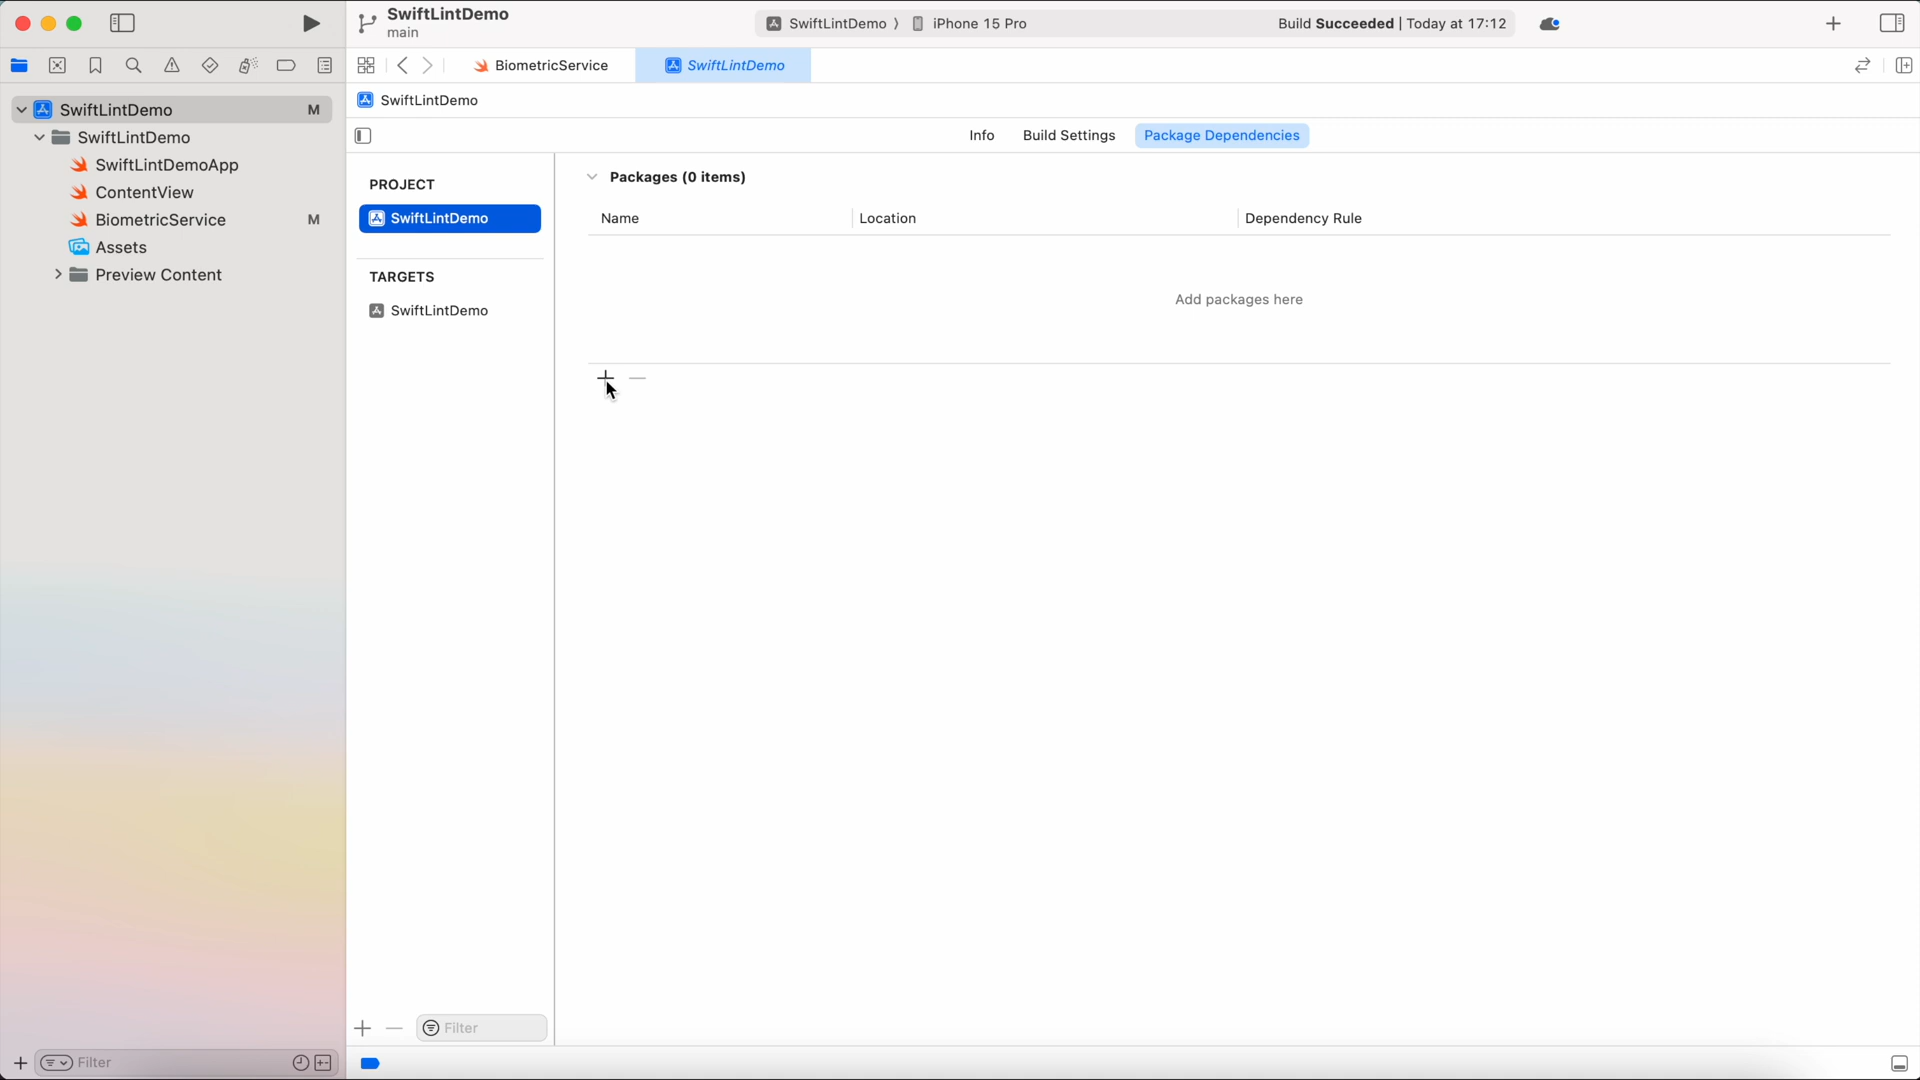 SwiftLintDemo
main
SwiftLintDemo 〉 iPhone 15 Pro
Build Succeeded | Today at 17:12
BiometricService
SwiftLintDemo
SwiftLintDemo M
SwiftLintDemo
SwiftLintDemoApp
ContentView
BiometricService M
Assets
Preview Content
SwiftLintDemo
Info
Build Settings
Package Dependencies
PROJECT
SwiftLintDemo
TARGETS
SwiftLintDemo
Packages (0 items)
Name
Location
Dependency Rule
Add packages here
Filter
Filter